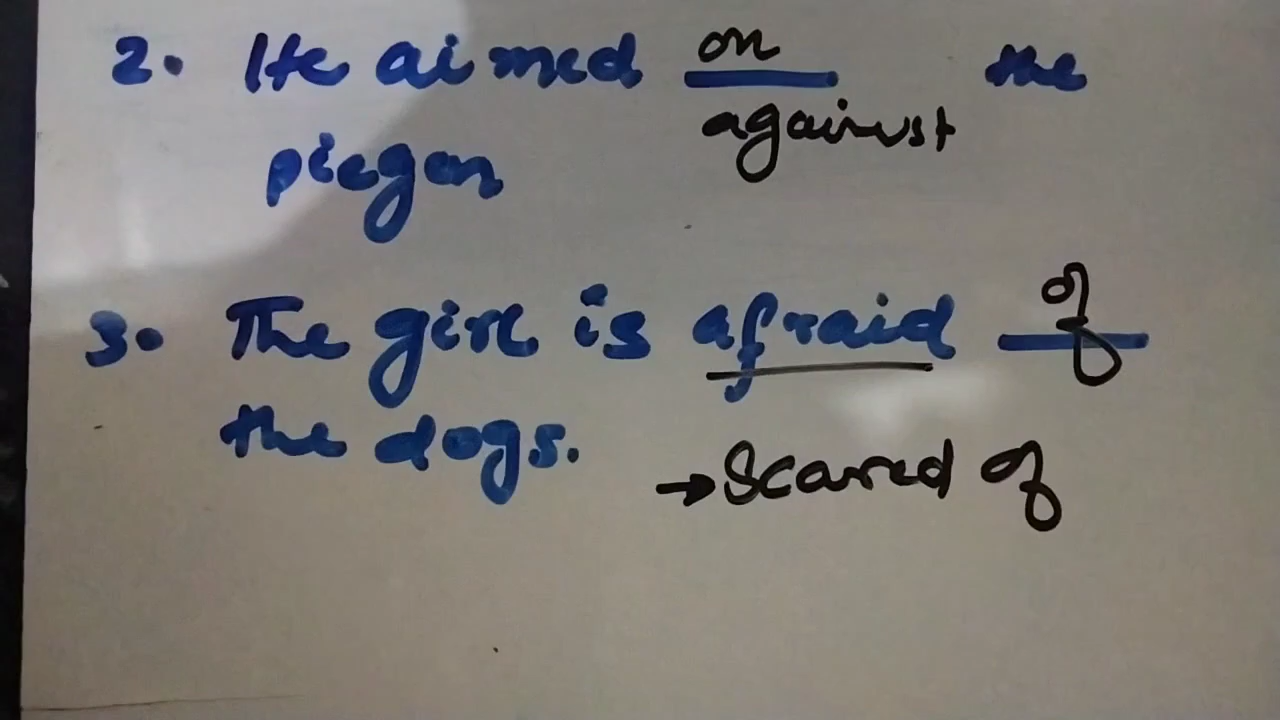 2. He aimed on the
against
piegon
3. The girl is afraid of
the dogs.
→ Scared of